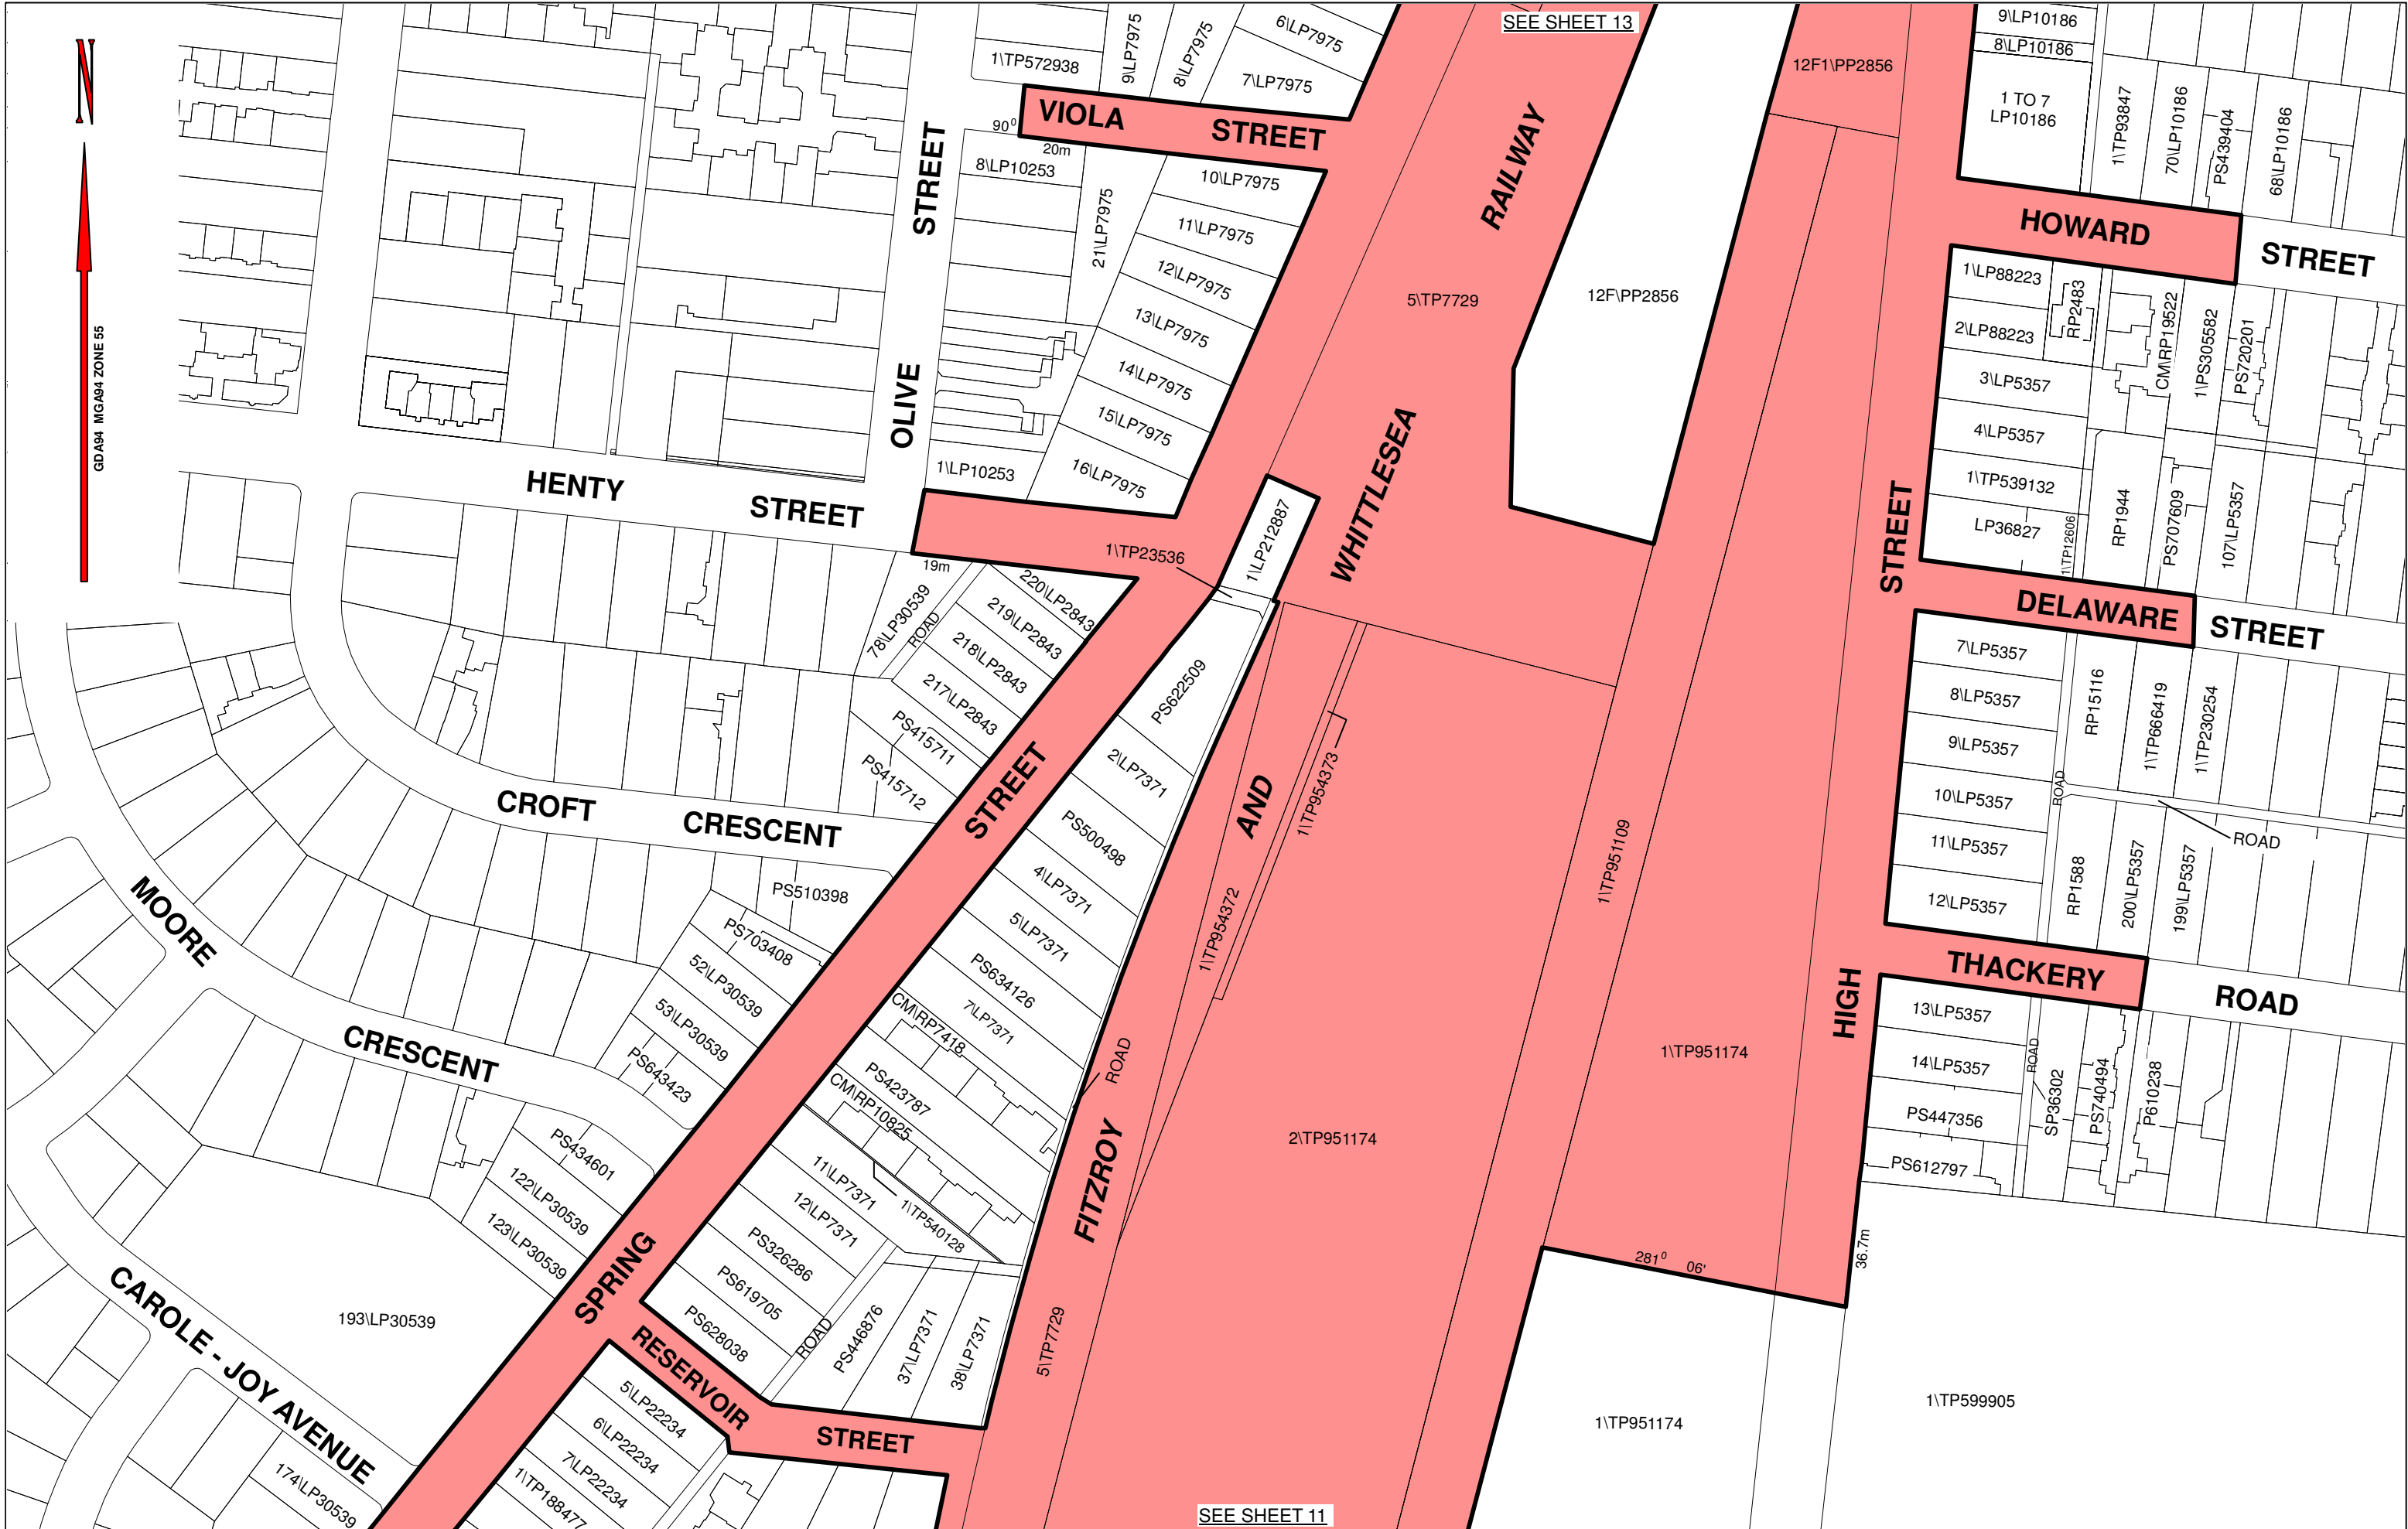 SEE SHEET 13
N
GDA94 MGA94 ZONE 55
1\TP572938
9\LP7975
8\LP7975
6\LP7975
7\LP7975
12F1\PP2856
9\LP10186
8\LP10186
1 TO 7
LP10186
1\TP93847
70\LP10186
PS439404
68\LP10186
VIOLA STREET
90⁰
20m
8\LP10253
21\LP7975
10\LP7975
11\LP7975
12\LP7975
13\LP7975
14\LP7975
15\LP7975
16\LP7975
1\LP10253
OLIVE STREET
HENTY STREET
RAILWAY
WHITTLESEA
AND
FITZROY
5\TP7729
12F\PP2856
HOWARD STREET
1\LP88223
2\LP88223
RP2483
CM\RP19522
1\PS305582
PS720201
3\LP5357
4\LP5357
1\TP539132
LP36827
1\TP12606
RP1944
PS707609
107\LP5357
HIGH STREET
DELAWARE STREET
1\TP23536
1\LP212887
19m
78\LP30539
ROAD
220\LP2843
219\LP2843
218\LP2843
217\LP2843
PS415711
PS415712
7\LP5357
8\LP5357
9\LP5357
10\LP5357
11\LP5357
12\LP5357
RP15116
1\TP666419
1\TP230254
ROAD
ROAD
RP1588
200\LP5357
199\LP5357
PS622509
2\LP7371
PS500498
4\LP7371
5\LP7371
PS634126
7\LP7371
CM\RP7418
PS423787
CM\RP10825
11\LP7371
12\LP7371
1\TP540128
PS326286
PS619705
PS628038
ROAD
PS446876
37\LP7371
38\LP7371
1\TP954373
1\TP954372
1\TP951109
ROAD
CROFT CRESCENT
MOORE CRESCENT
PS510398
PS703408
52\LP30539
53\LP30539
PS643423
PS434601
122\LP30539
123\LP30539
SPRING STREET
THACKERY ROAD
13\LP5357
14\LP5357
PS447356
PS612797
ROAD
SP36302
PS740494
P610238
1\TP951174
2\TP951174
281⁰ 06'
36.7m
CAROLE - JOY AVENUE
193\LP30539
174\LP30539
RESERVOIR STREET
5\LP22234
6\LP22234
7\LP22234
1\TP188477
5\TP7729
1\TP951174
1\TP599905
SEE SHEET 11